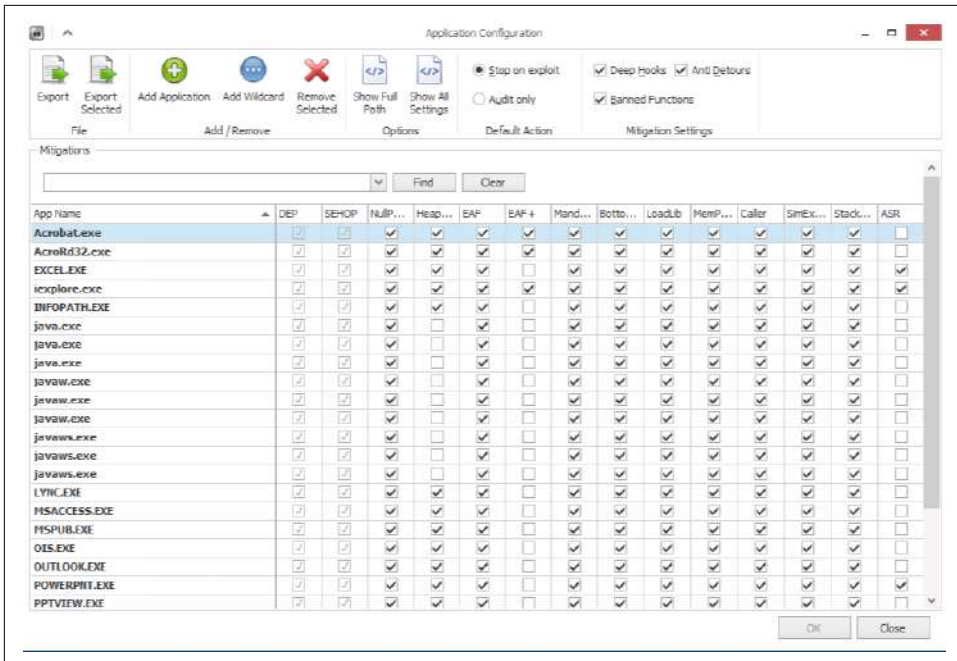 Application Configuration
Export
Export Selected
Add Application
Add Wildcard
Remove Selected
Show Full Path
Show All Settings
Stop on exploit
Audit only
Deep Hooks
Anti Detours
Banned Functions
File
Add / Remove
Options
Default Action
Mitigation Settings
Mitigations
Find
Clear
App Name DEP SEHOP NullP... Heap... EAF EAF+ Mand... Botto... LoadLib MemP... Caller SimEx... Stack... ASR
Acrobat.exe
AcroRd32.exe
EXCEL.EXE
iexplore.exe
INFOPATH.EXE
java.exe
java.exe
java.exe
javaw.exe
javaw.exe
javaw.exe
javaws.exe
javaws.exe
javaws.exe
LYNC.EXE
MSACCESS.EXE
MSPUB.EXE
OIS.EXE
OUTLOOK.EXE
POWERPNT.EXE
PPTVIEW.EXE
OK
Close